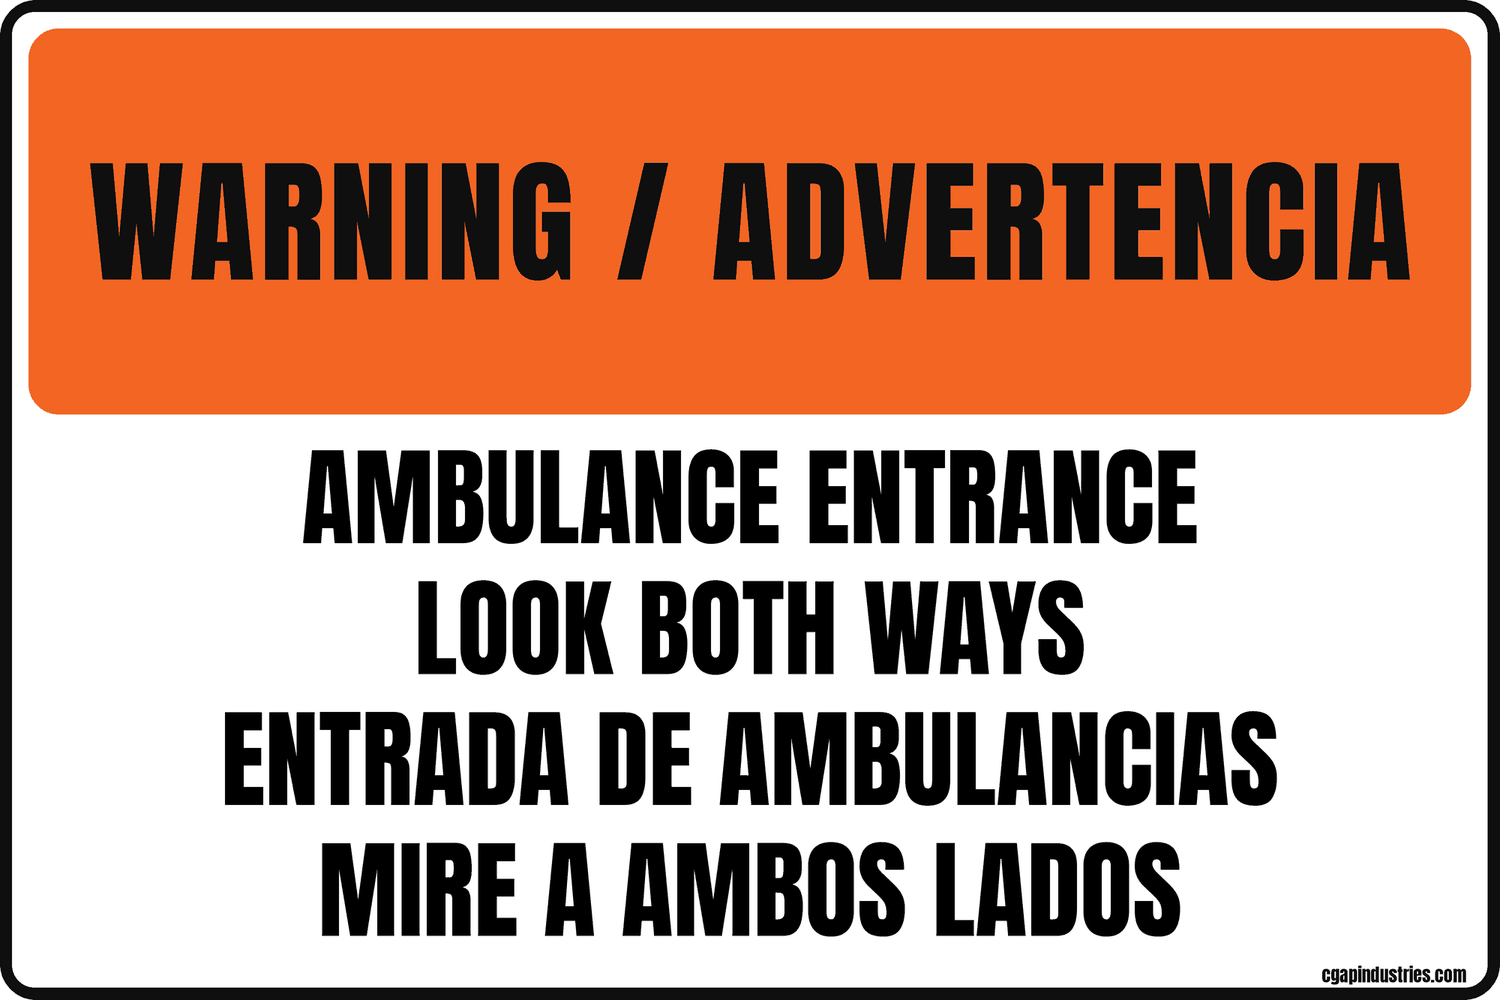 WARNING / ADVERTENCIA
AMBULANCE ENTRANCE
LOOK BOTH WAYS
ENTRADA DE AMBULANCIAS
MIRE A AMBOS LADOS
cgapindustries.com